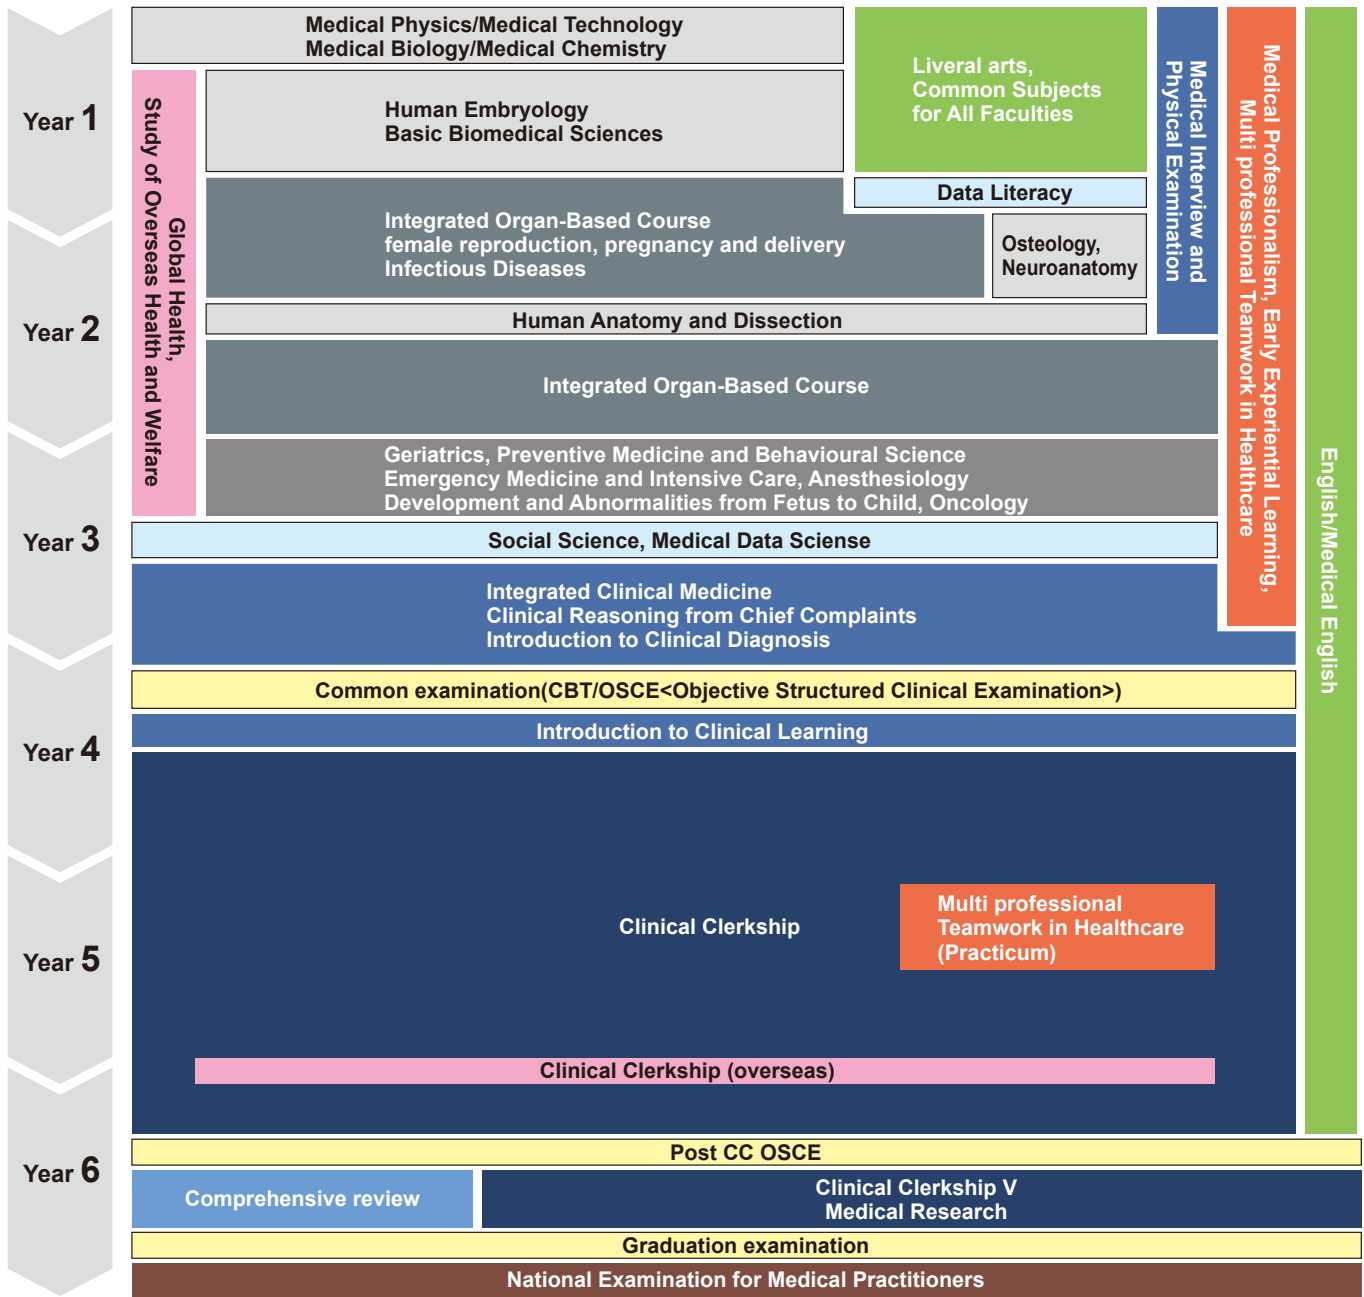 Medical Physics/Medical Technology
Medical Biology/Medical Chemistry
Liveral arts,
Common Subjects
for All Faculties
Medical Interview and
Physical Examination
Medical Professionalism, Early Experiential Learning,
Multi professional Teamwork in Healthcare
English/Medical English
Year 1
Global Health,
Study of Overseas Health and Welfare
Human Embryology
Basic Biomedical Sciences
Data Literacy
Integrated Organ-Based Course
female reproduction, pregnancy and delivery
Infectious Diseases
Osteology,
Neuroanatomy
Year 2
Human Anatomy and Dissection
Integrated Organ-Based Course
Geriatrics, Preventive Medicine and Behavioural Science
Emergency Medicine and Intensive Care, Anesthesiology
Development and Abnormalities from Fetus to Child, Oncology
Year 3
Social Science, Medical Data Sciense
Integrated Clinical Medicine
Clinical Reasoning from Chief Complaints
Introduction to Clinical Diagnosis
Common examination(CBT/OSCE<Objective Structured Clinical Examination>)
Year 4
Introduction to Clinical Learning
Clinical Clerkship
Multi professional
Teamwork in Healthcare
(Practicum)
Year 5
Clinical Clerkship (overseas)
Year 6
Post CC OSCE
Comprehensive review
Clinical Clerkship V
Medical Research
Graduation examination
National Examination for Medical Practitioners